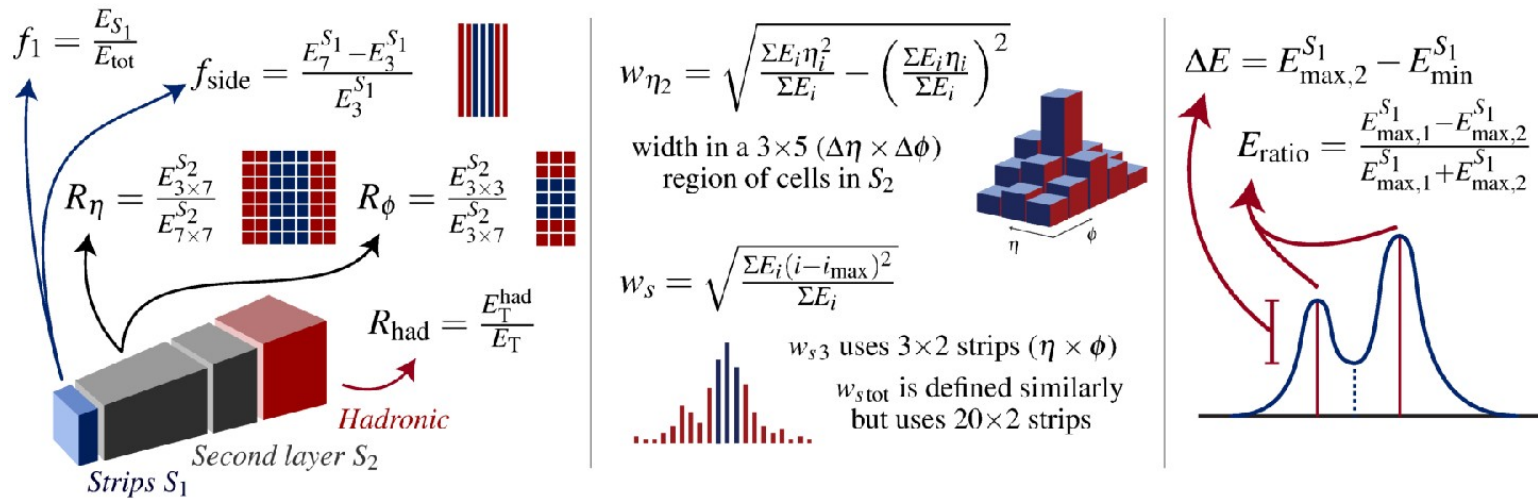 f_1 = E_{S_1} / E_tot
f_side = (E_7^{S_1} − E_3^{S_1}) / E_3^{S_1}
R_η = E_{3×7}^{S_2} / E_{7×7}^{S_2}
R_ϕ = E_{3×3}^{S_2} / E_{3×7}^{S_2}
R_had = E_T^had / E_T
Hadronic
Second layer S_2
Strips S_1
w_{η_2} = √(ΣE_iη_i^2 / ΣE_i − (ΣE_iη_i / ΣE_i)^2)
width in a 3×5 (Δη × Δϕ)
region of cells in S_2
η
ϕ
w_s = √(ΣE_i(i−i_max)^2 / ΣE_i)
w_{s3} uses 3×2 strips (η × ϕ)
w_{s tot} is defined similarly
but uses 20×2 strips
ΔE = E_{max,2}^{S_1} − E_min^{S_1}
E_ratio = (E_{max,1}^{S_1} − E_{max,2}^{S_1}) / (E_{max,1}^{S_1} + E_{max,2}^{S_1})